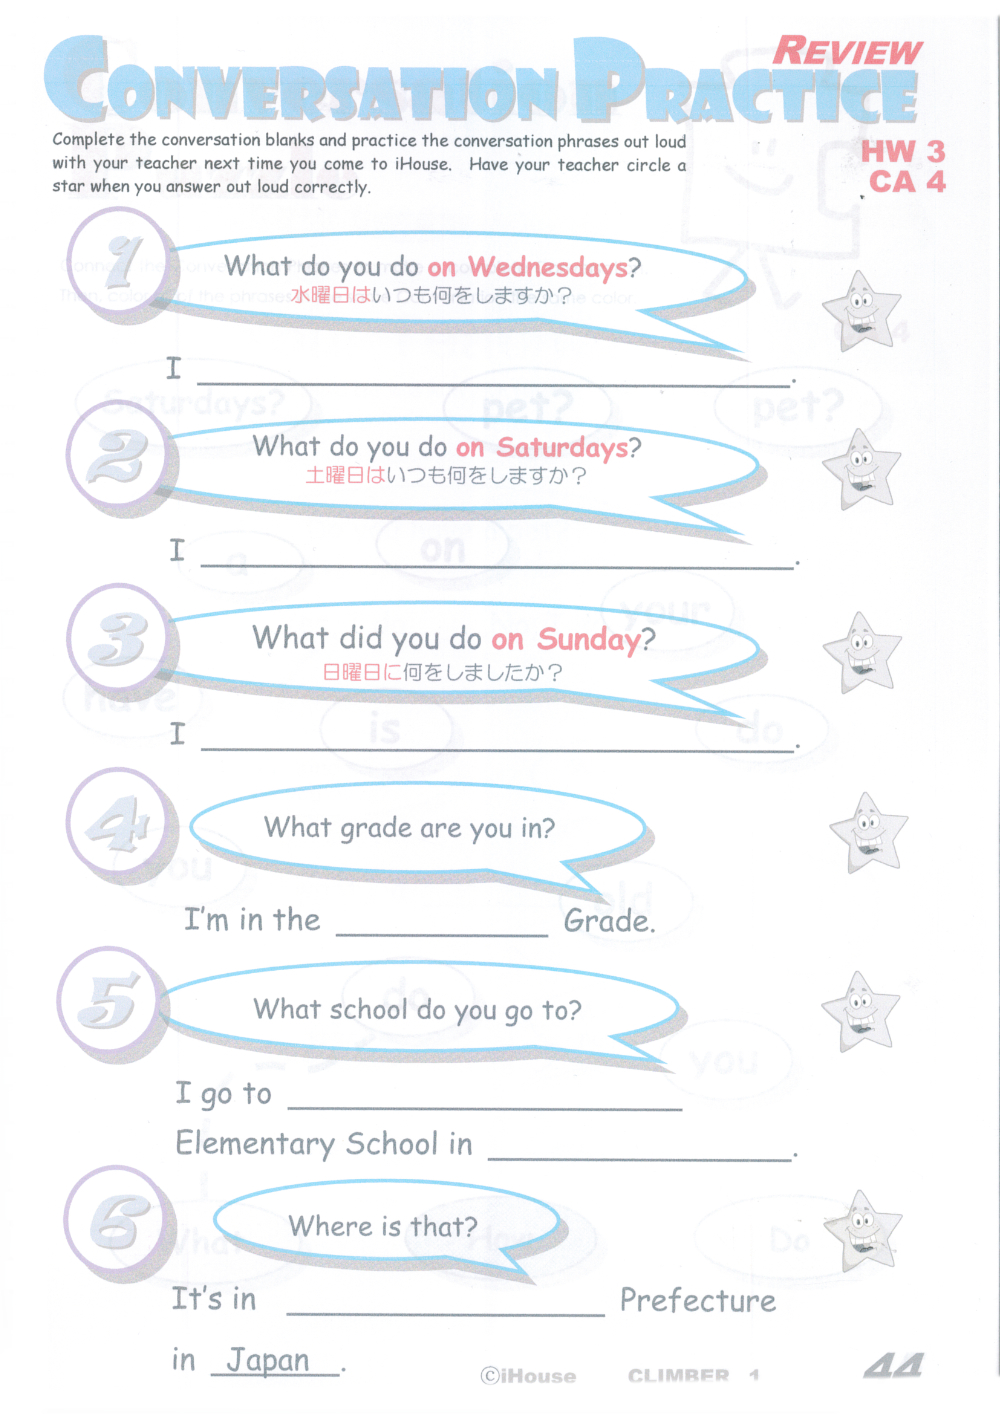 REVIEW
CONVERSATION PRACTICE
Complete the conversation blanks and practice the conversation phrases out loud
with your teacher next time you come to iHouse. Have your teacher circle a
star when you answer out loud correctly.
HW 3
CA 4
1
What do you do on Wednesdays?
水曜日はいつも何をしますか？
I ______________________.
2
What do you do on Saturdays?
土曜日はいつも何をしますか？
I ______________________.
3
What did you do on Sunday?
日曜日に何をしましたか？
I ______________________.
4
What grade are you in?
I'm in the __________ Grade.
5
What school do you go to?
I go to ______________________
Elementary School in ______________.
6
Where is that?
It's in ______________ Prefecture
in Japan.
©iHouse CLIMBER 1 44